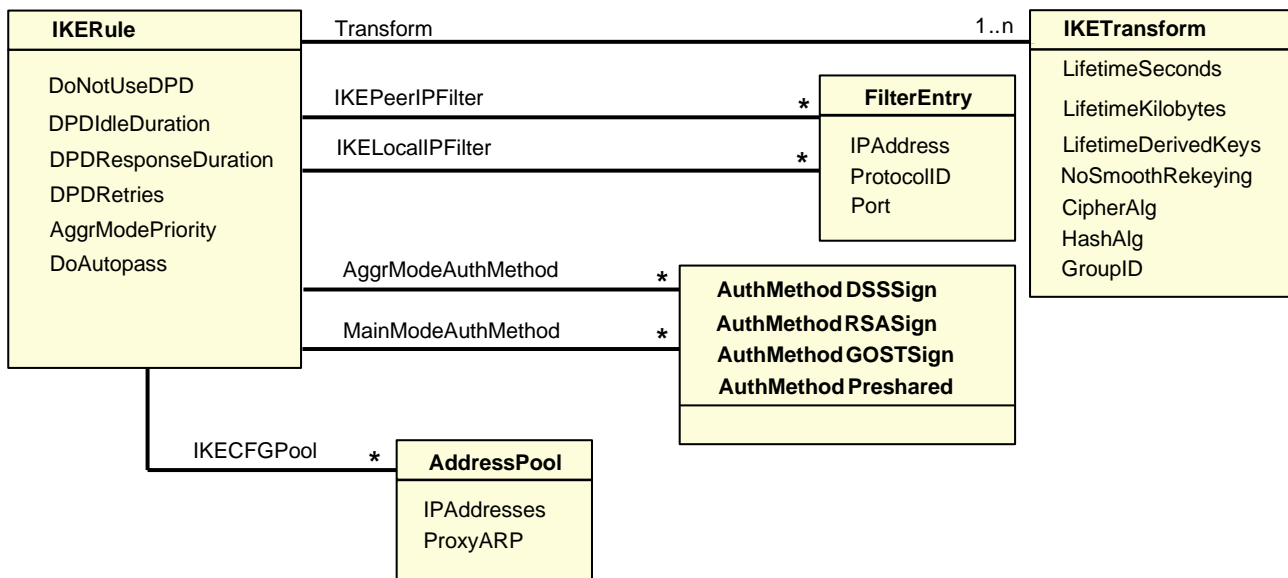 IKERule
DoNotUseDPD
DPDIdleDuration
DPDResponseDuration
DPDRetries
AggrModePriority
DoAutopass
Transform
1..n
IKETransform
LifetimeSeconds
LifetimeKilobytes
LifetimeDerivedKeys
NoSmoothRekeying
CipherAlg
HashAlg
GroupID
IKEPeerIPFilter
*
IKELocalIPFilter
*
FilterEntry
IPAddress
ProtocolID
Port
AggrModeAuthMethod
*
MainModeAuthMethod
*
AuthMethodDSSSign
AuthMethodRSASign
AuthMethodGOSTSign
AuthMethodPreshared
IKECFGPool
*
AddressPool
IPAddresses
ProxyARP